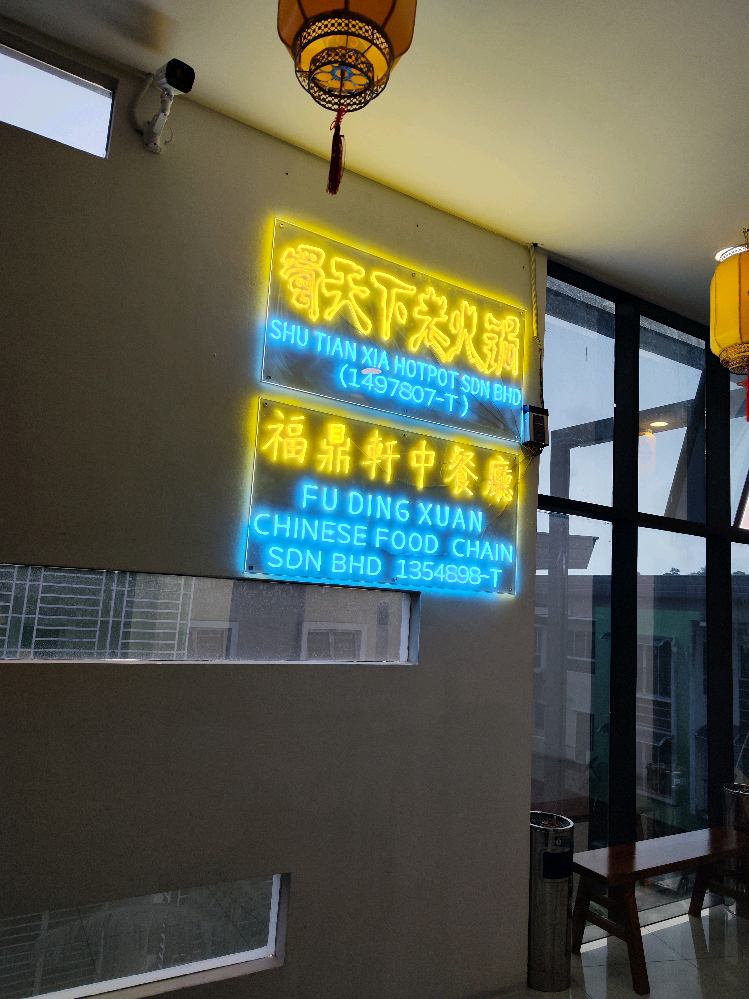 蜀天下老火锅
SHU TIAN XIA HOTPOT SDN BHD
(1497807-T)
福鼎軒中餐廳
FU DING XUAN
CHINESE FOOD CHAIN
SDN BHD 1354898-T